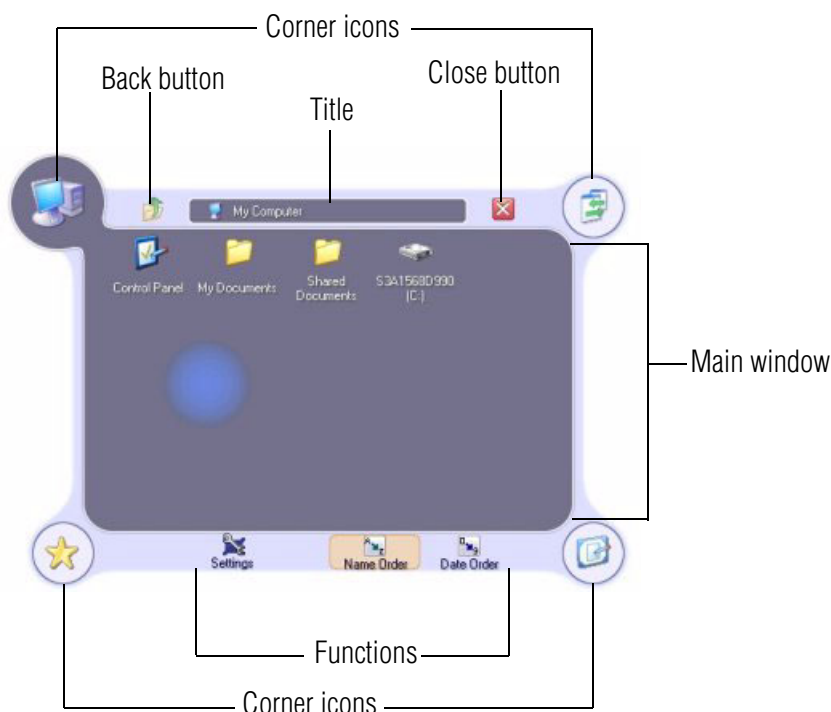 Corner icons
Back button
Close button
Title
My Computer
Control Panel
My Documents
Shared
Documents
S3A1568D990
(C:)
Main window
Settings
Name Order
Date Order
Functions
Corner icons